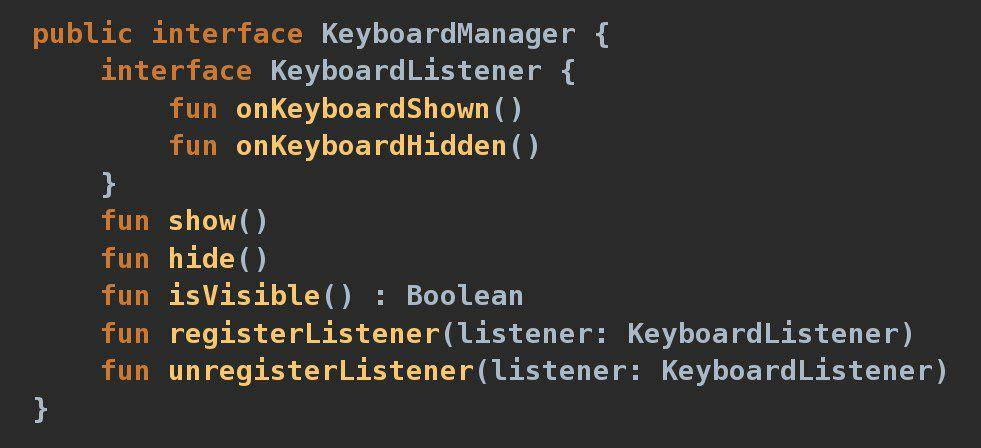 public interface KeyboardManager {
    interface KeyboardListener {
        fun onKeyboardShown()
        fun onKeyboardHidden()
    }
    fun show()
    fun hide()
    fun isVisible() : Boolean
    fun registerListener(listener: KeyboardListener)
    fun unregisterListener(listener: KeyboardListener)
}